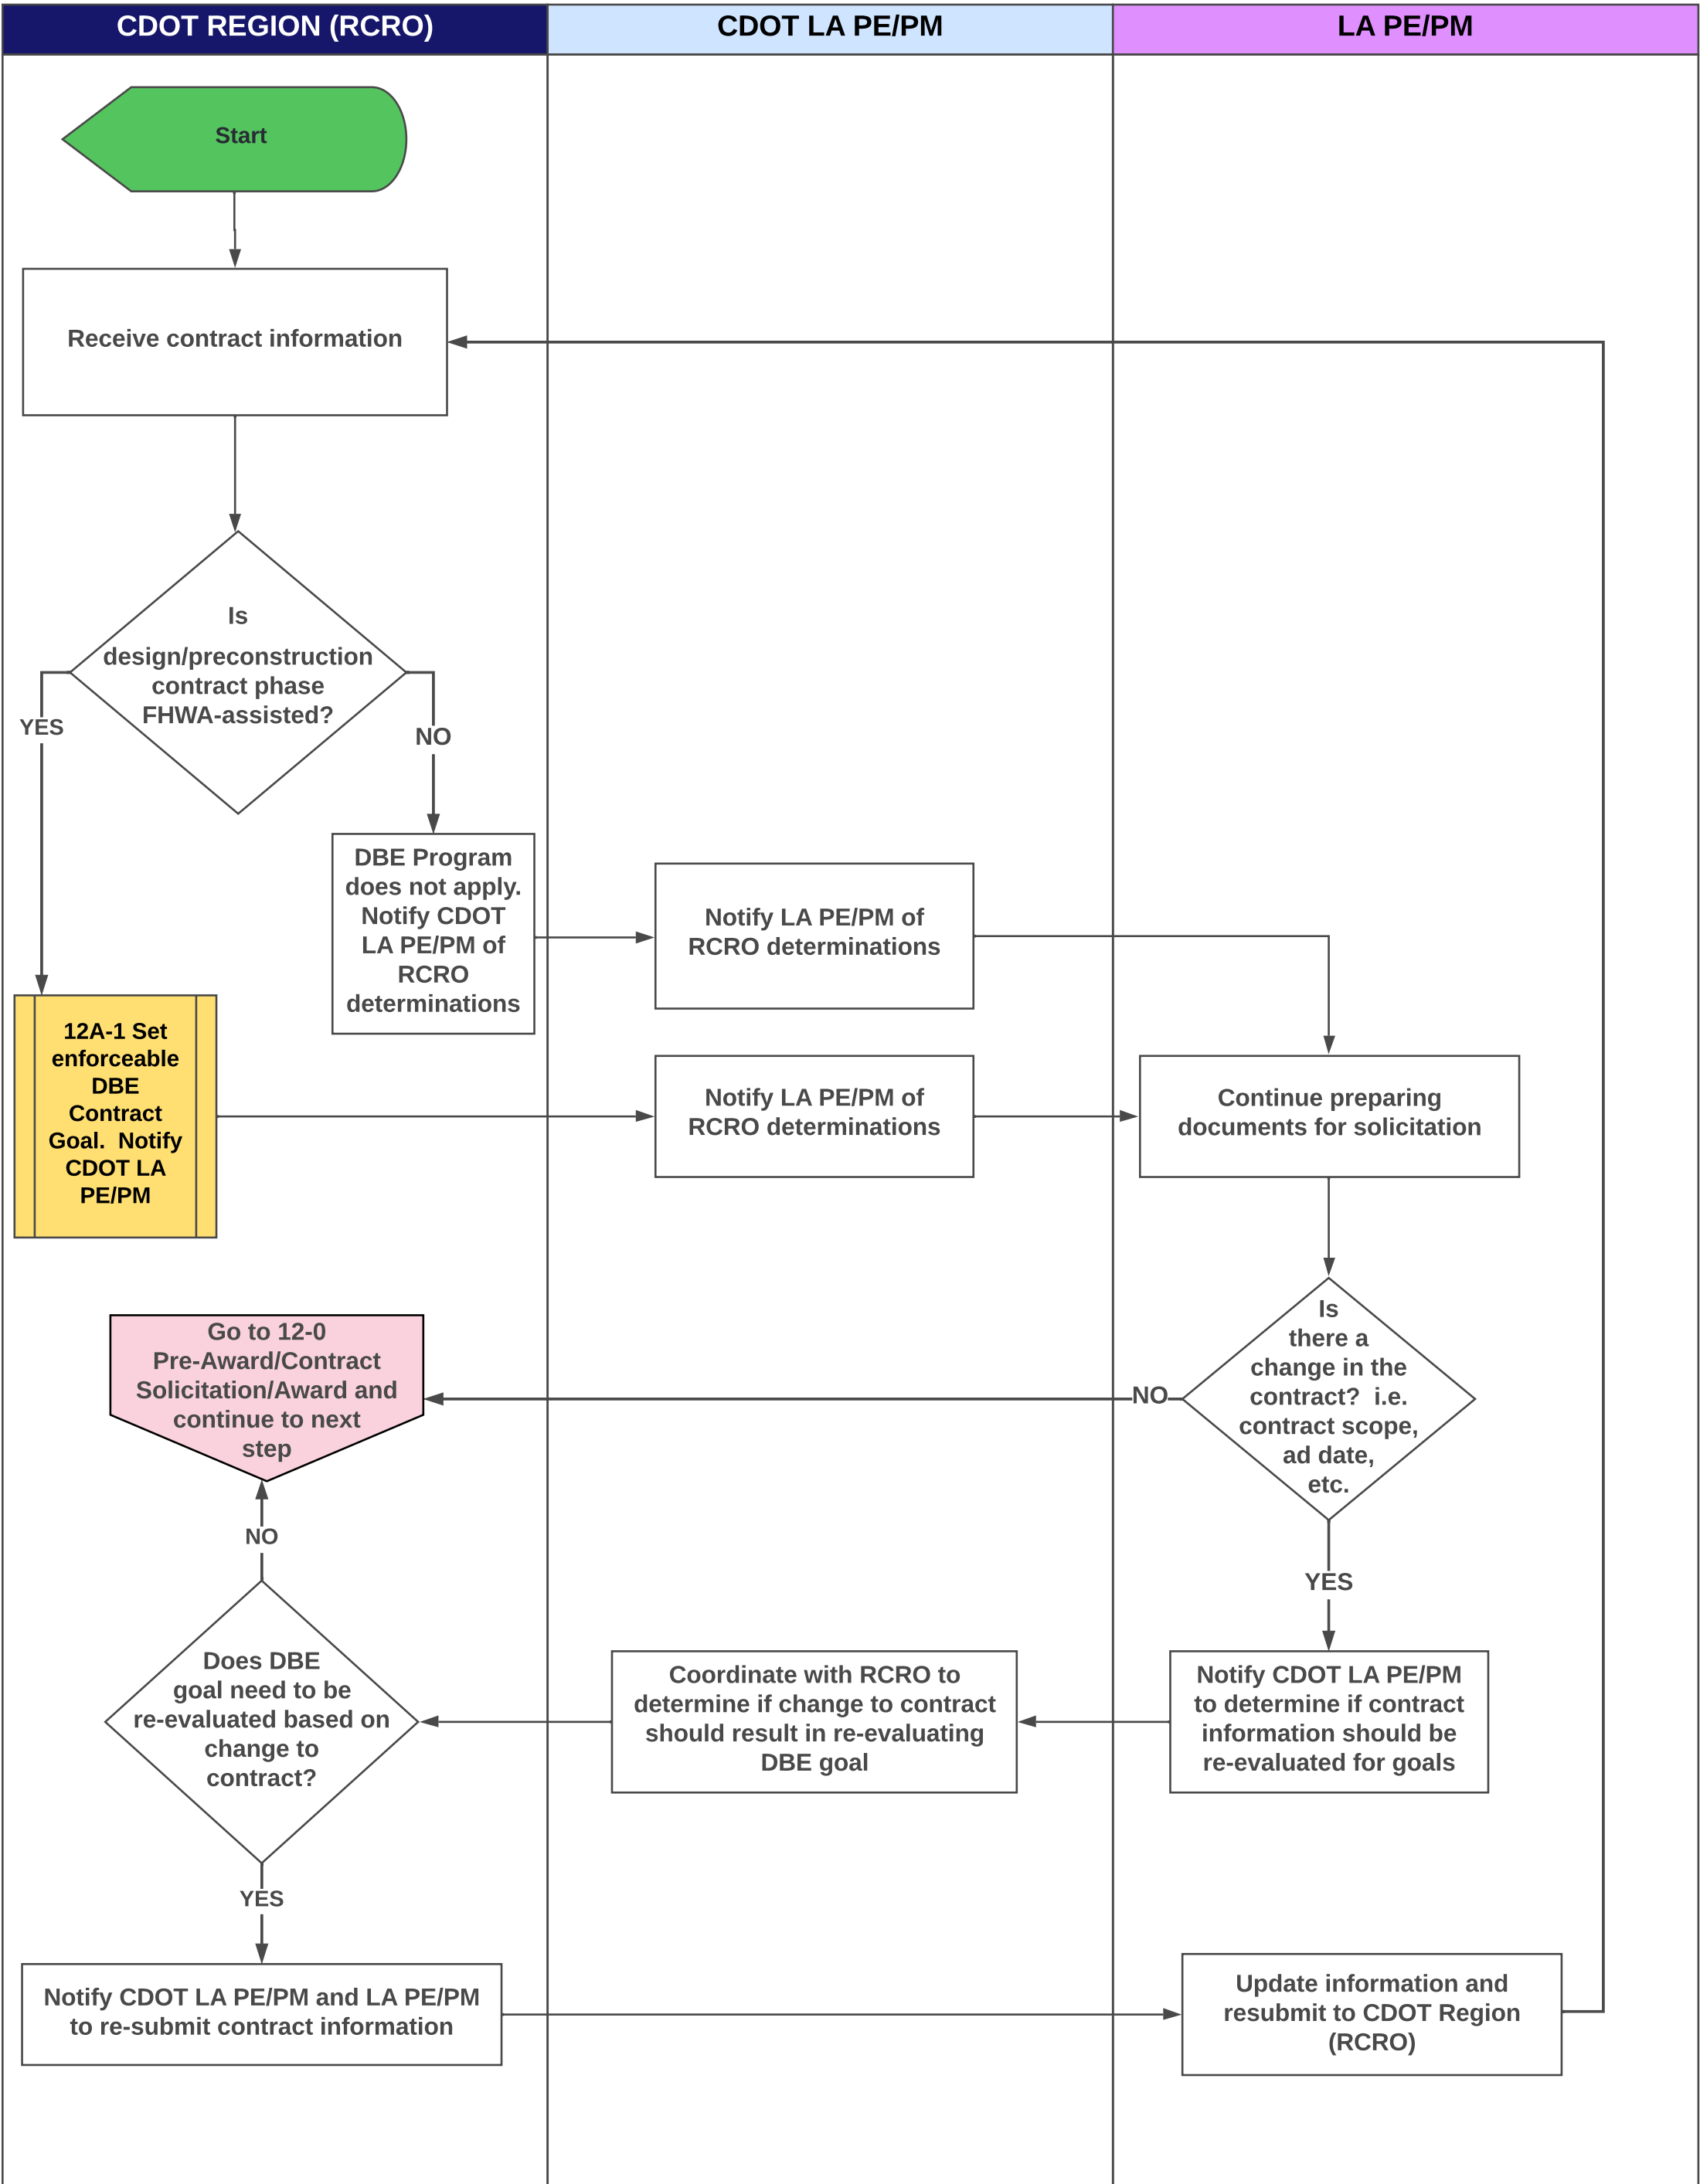 CDOT REGION (RCRO)
CDOT LA PE/PM
LA PE/PM
Start
Receive contract information
Is
design/preconstruction
contract phase
FHWA-assisted?
YES
NO
DBE Program
does not apply.
Notify CDOT
LA PE/PM of
RCRO
determinations
Notify LA PE/PM of
RCRO determinations
12A-1 Set
enforceable
DBE
Contract
Goal.  Notify
CDOT LA
PE/PM
Notify LA PE/PM of
RCRO determinations
Continue preparing
documents for solicitation
Is
there a
change in the
contract?  i.e.
contract scope,
ad date,
etc.
NO
Go to 12-0
Pre-Award/Contract
Solicitation/Award and
continue to next
step
YES
Notify CDOT LA PE/PM
to determine if contract
information should be
re-evaluated for goals
Coordinate with RCRO to
determine if change to contract
should result in re-evaluating
DBE goal
Does DBE
goal need to be
re-evaluated based on
change to
contract?
NO
YES
Notify CDOT LA PE/PM and LA PE/PM
to re-submit contract information
Update information and
resubmit to CDOT Region
(RCRO)